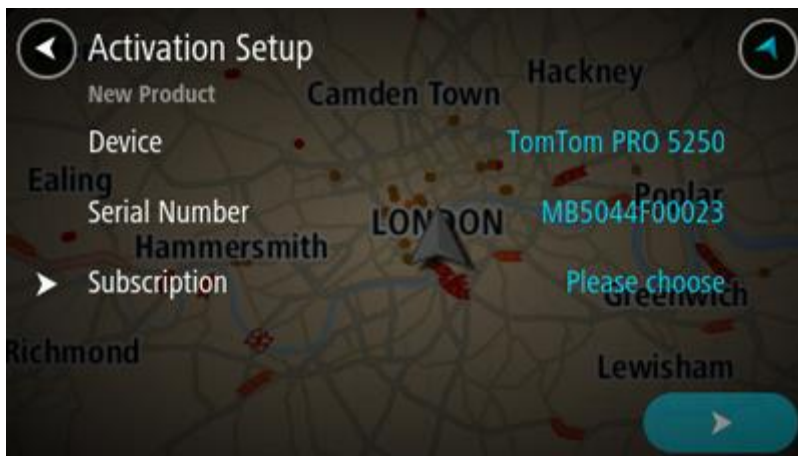 Activation Setup
New Product
Hackney
Camden Town
Device TomTom PRO 5250
Ealing
Poplar
Serial Number MB5044F00023
LONDON
Hammersmith
Subscription Please choose
Greenwich
Richmond
Lewisham